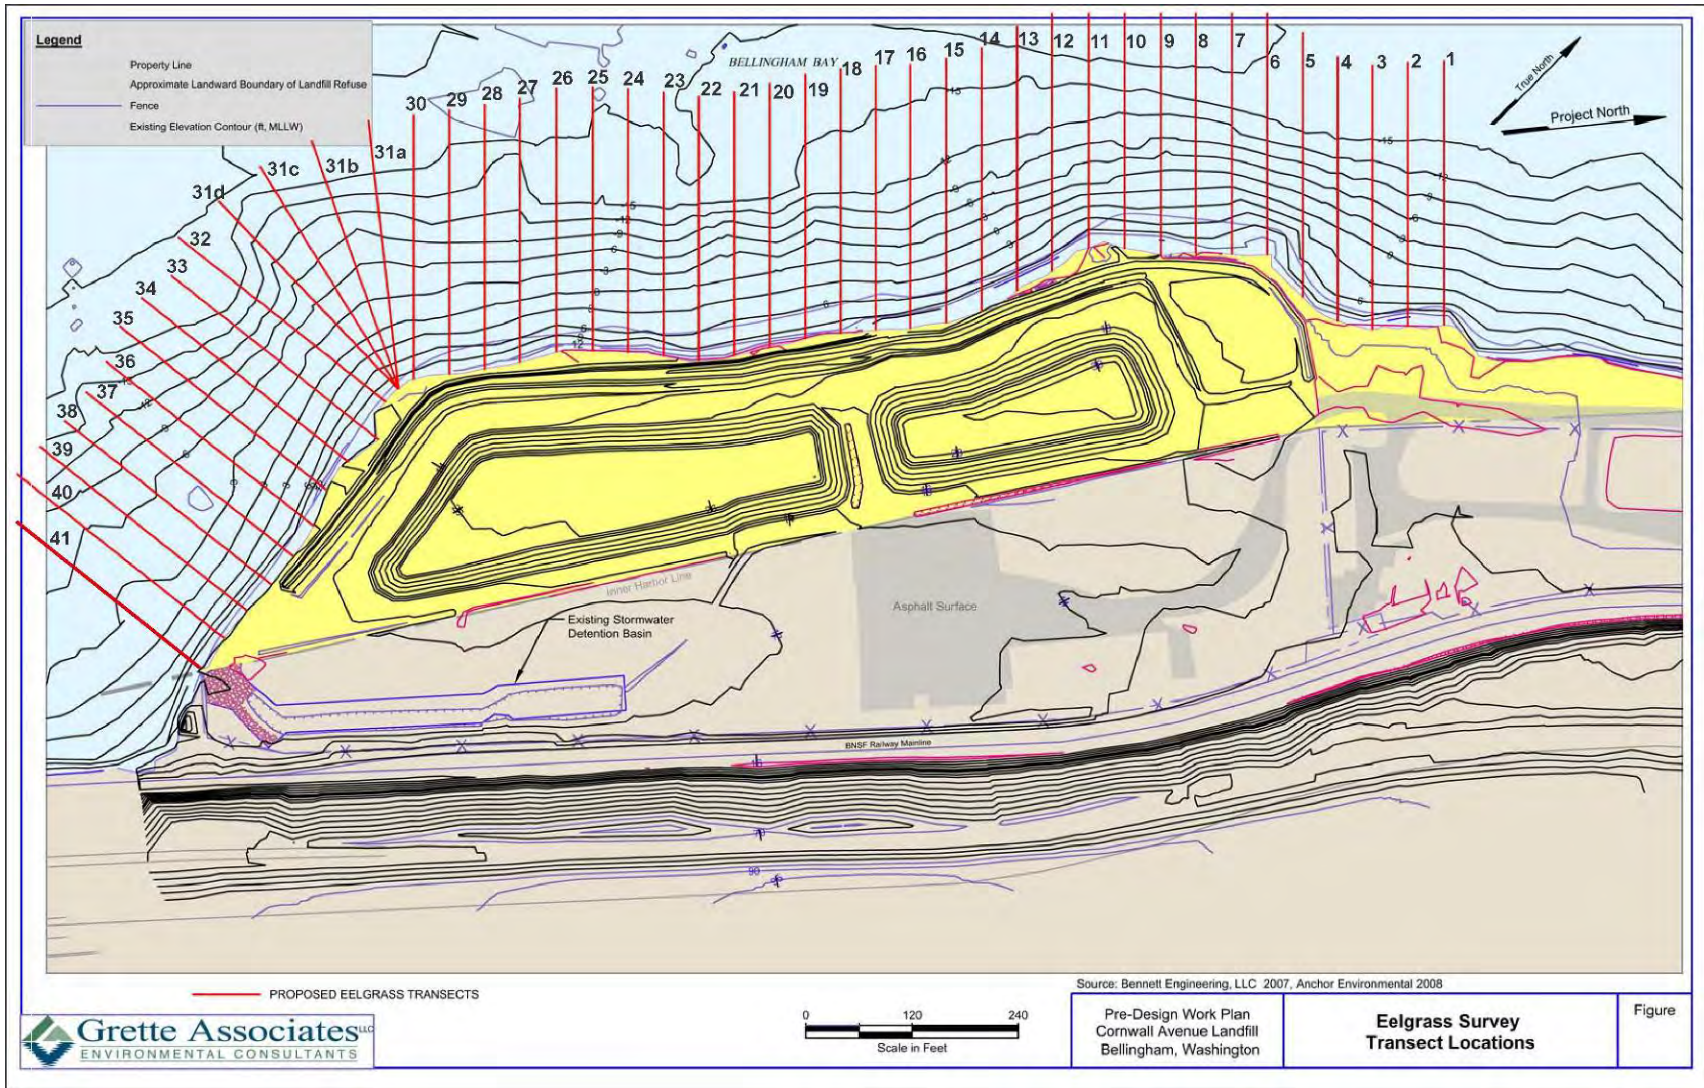 Legend
Property Line
Approximate Landward Boundary of Landfill Refuse
Fence
Existing Elevation Contour (ft, MLLW)
BELLINGHAM BAY
True North
Project North
1
2
3
4
5
6
7
8
9
10
11
12
13
14
15
16
17
18
19
20
21
22
23
24
25
26
27
28
29
30
31a
31b
31c
31d
32
33
34
35
36
37
38
39
40
41
Inner Harbor Line
Asphalt Surface
Existing Stormwater
Detention Basin
BNSF Railway Mainline
90
PROPOSED EELGRASS TRANSECTS
Source: Bennett Engineering, LLC 2007, Anchor Environmental 2008
Grette Associates LLC
ENVIRONMENTAL CONSULTANTS
0 120 240
Scale in Feet
Pre-Design Work Plan
Cornwall Avenue Landfill
Bellingham, Washington
Eelgrass Survey
Transect Locations
Figure